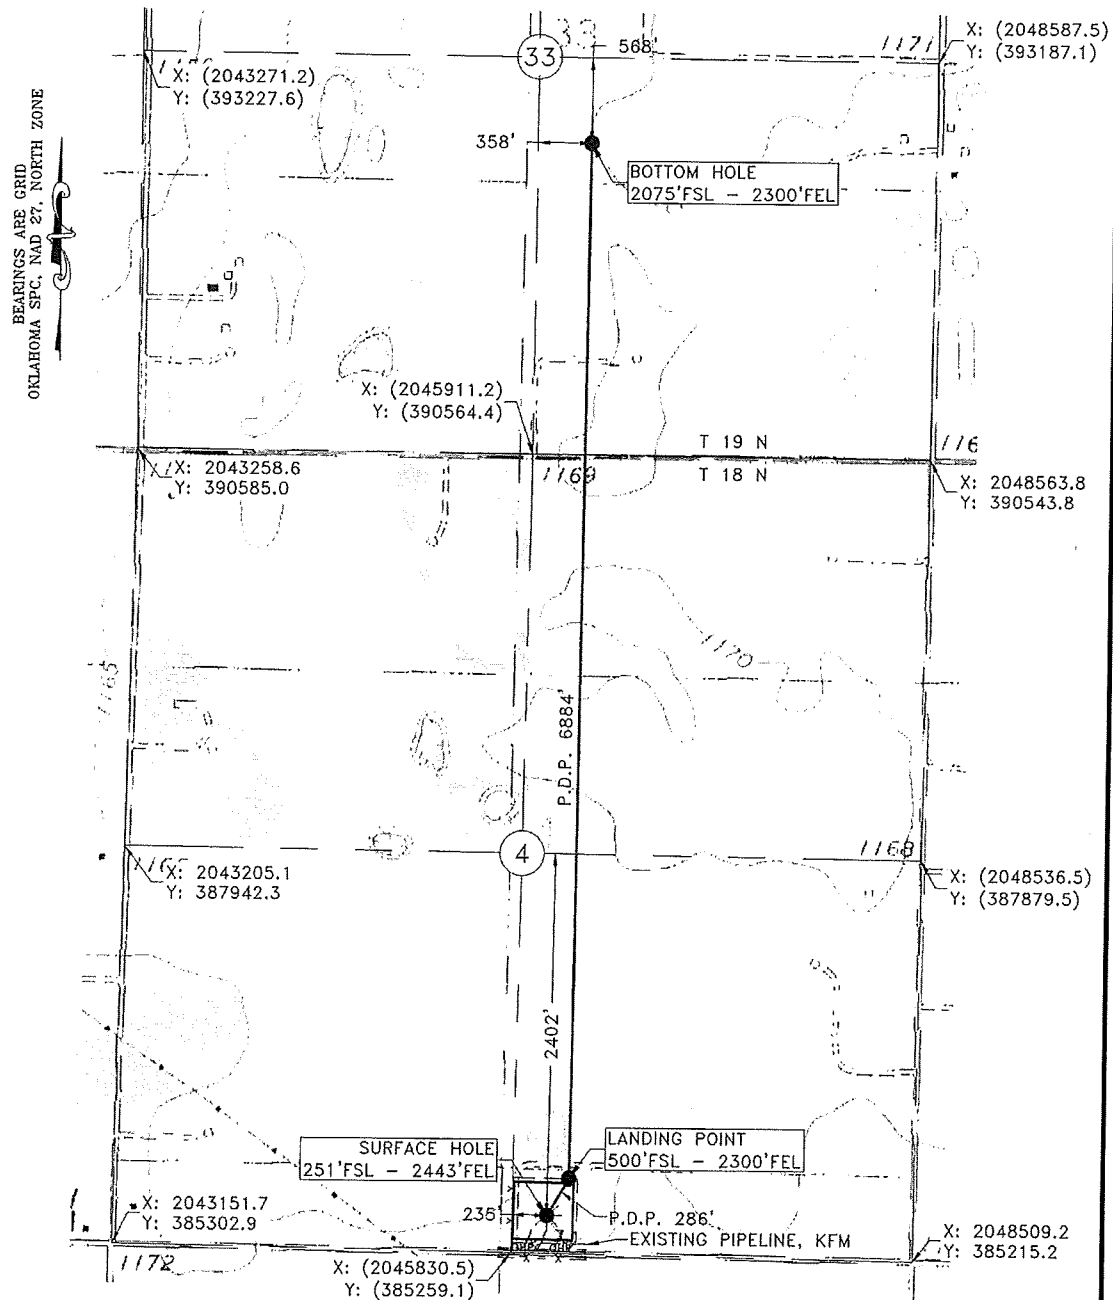 33
568'
1171
X: (2048587.5)
Y: (393187.1)
33
X: (2043271.2)
Y: (393227.6)
BEARINGS ARE GRID
OKLAHOMA SPC, NAD 27, NORTH ZONE
358'
BOTTOM HOLE
2075'FSL - 2300'FEL
X: (2045911.2)
Y: (390564.4)
T 19 N
116
1169
T 18 N
X: 2043258.6
Y: 390585.0
X: 2048563.8
Y: 390543.8
1170
1165
P.D.P. 6884'
4
1168
X: 2043205.1
Y: 387942.3
X: (2048536.5)
Y: (387879.5)
2402'
SURFACE HOLE
251'FSL - 2443'FEL
LANDING POINT
500'FSL - 2300'FEL
X: 2043151.7
Y: 385302.9
235'
P.D.P. 286'
EXISTING PIPELINE, KFM
X: 2048509.2
Y: 385215.2
1172
X: (2045830.5)
Y: (385259.1)